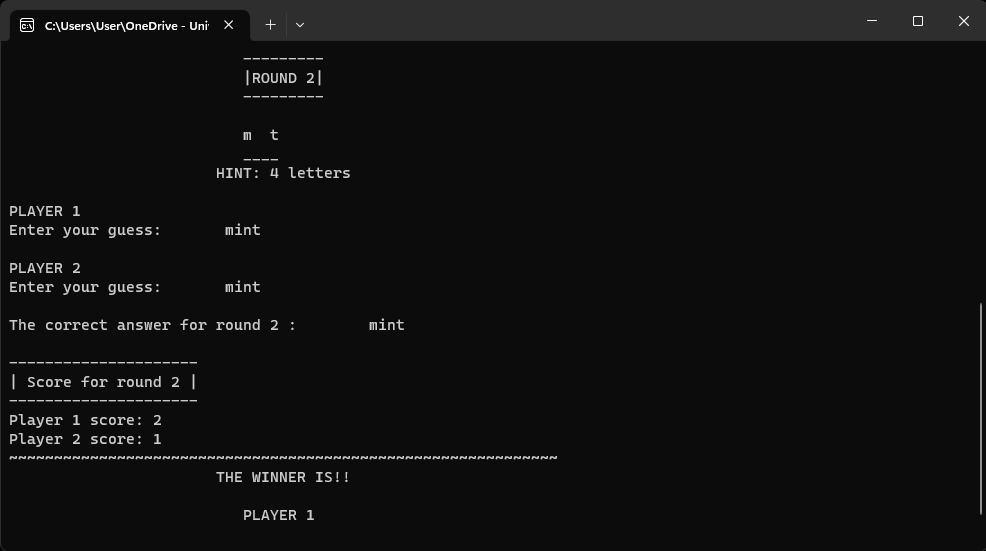 C:\Users\User\OneDrive - Uni
---------
|ROUND 2|
---------
m  t
____
HINT: 4 letters
PLAYER 1
Enter your guess:       mint
PLAYER 2
Enter your guess:       mint
The correct answer for round 2 :        mint
---------------------
| Score for round 2 |
---------------------
Player 1 score: 2
Player 2 score: 1
~~~~~~~~~~~~~~~~~~~~~~~~~~~~~~~~~~~~~~~~~~~~~~~~~~~~~~~~~~~~~
THE WINNER IS!!
PLAYER 1